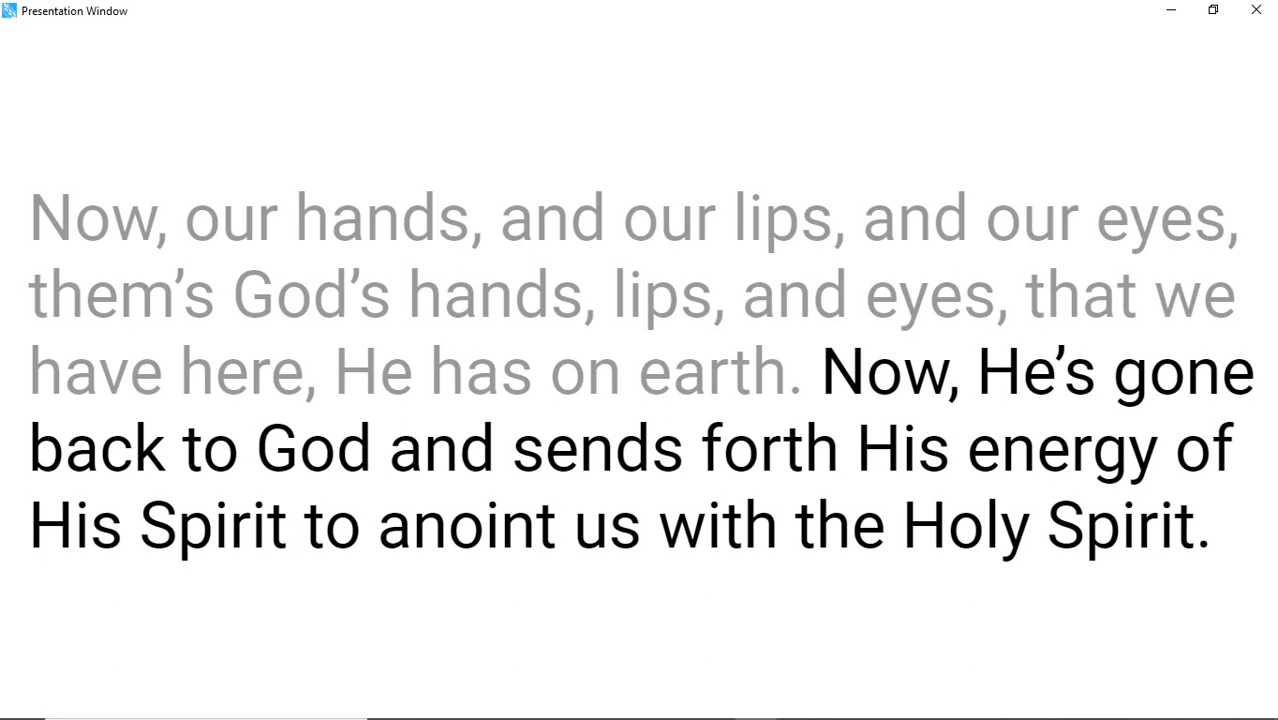 Presentation Window
Now, our hands, and our lips, and our eyes,
them’s God’s hands, lips, and eyes, that we
have here, He has on earth. Now, He’s gone
back to God and sends forth His energy of
His Spirit to anoint us with the Holy Spirit.